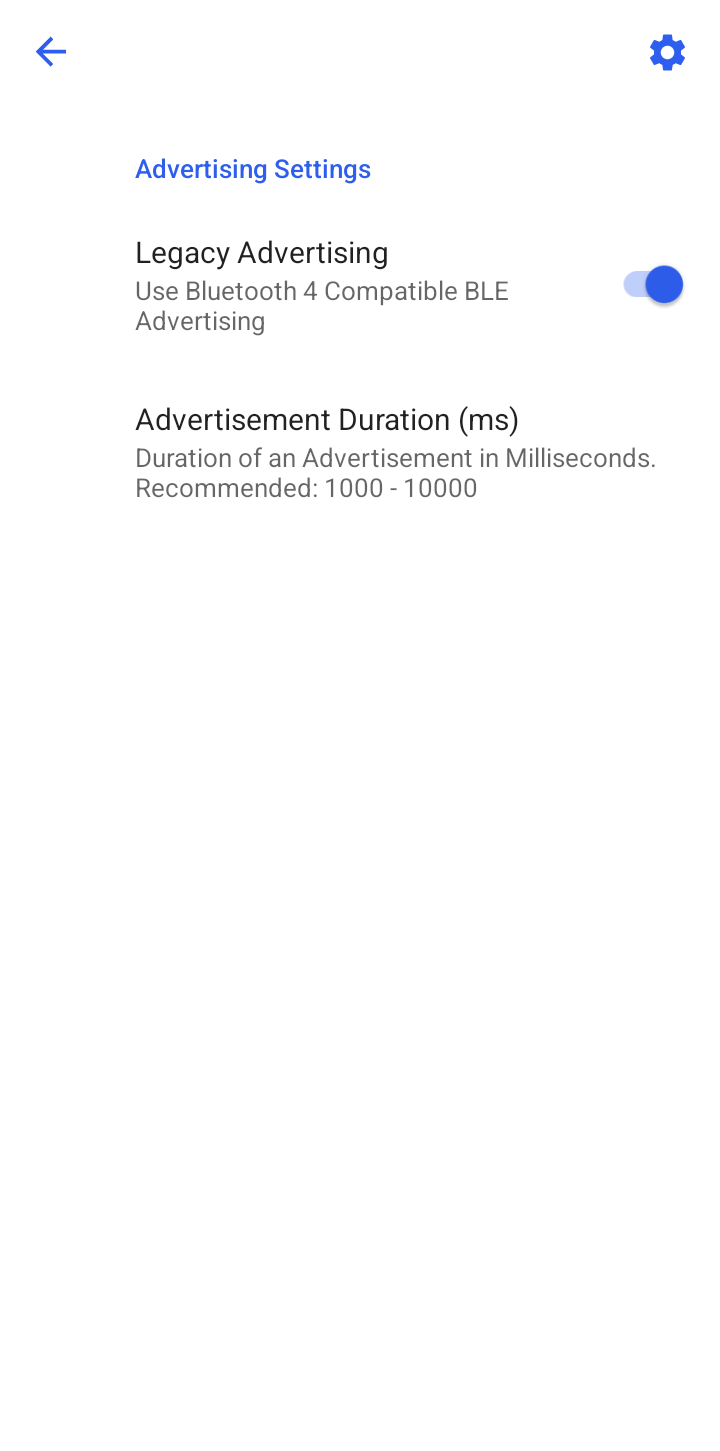 Advertising Settings
Legacy Advertising
Use Bluetooth 4 Compatible BLE
Advertising
Advertisement Duration (ms)
Duration of an Advertisement in Milliseconds.
Recommended: 1000 - 10000